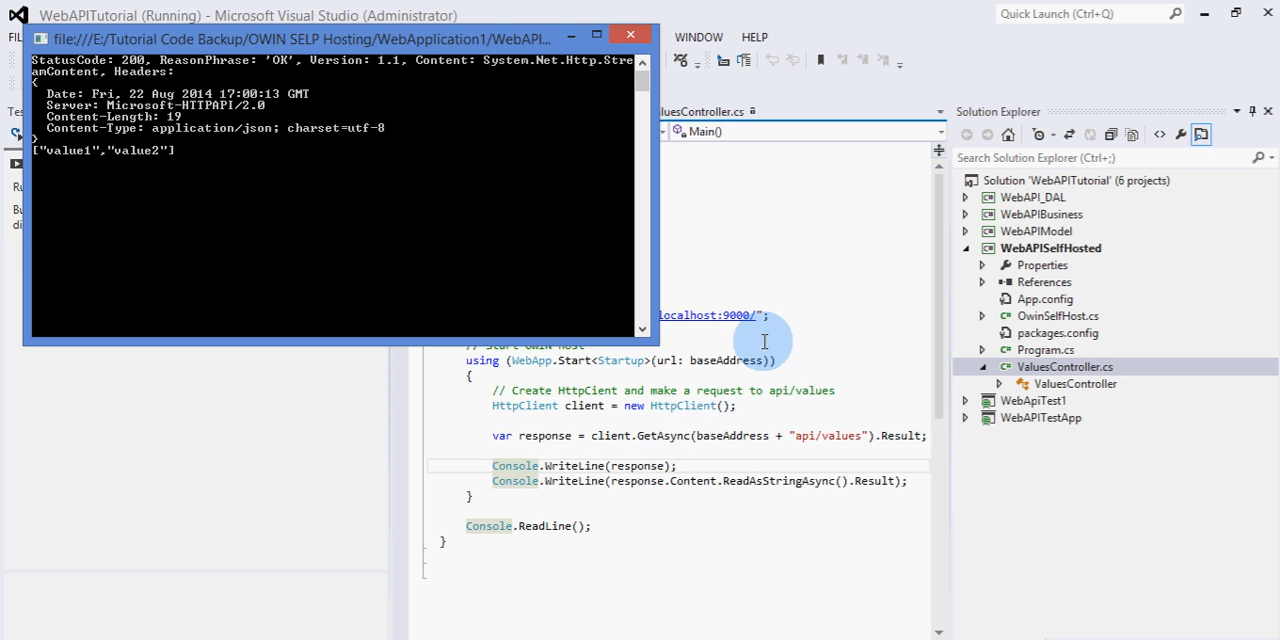 WebAPITutorial (Running) - Microsoft Visual Studio (Administrator)
Quick Launch (Ctrl+Q)
WINDOW HELP
file:///E:/Tutorial Code Backup/OWIN SELP Hosting/WebApplication1/WebAPI...
StatusCode: 200, ReasonPhrase: 'OK', Version: 1.1, Content: System.Net.Http.Stre
amContent, Headers:
{
Date: Fri, 22 Aug 2014 17:00:13 GMT
Server: Microsoft-HTTPAPI/2.0
Content-Length: 19
Content-Type: application/json; charset=utf-8
}
["value1","value2"]
luesController.cs
Main()
localhost:9000/";
// Start OWIN host
using (WebApp.Start<Startup>(url: baseAddress))
{
// Create HttpCient and make a request to api/values
HttpClient client = new HttpClient();
var response = client.GetAsync(baseAddress + "api/values").Result;
Console.WriteLine(response);
Console.WriteLine(response.Content.ReadAsStringAsync().Result);
}
Console.ReadLine();
}
Solution Explorer
Search Solution Explorer (Ctrl+;)
Solution 'WebAPITutorial' (6 projects)
WebAPI_DAL
WebAPIBusiness
WebAPIModel
WebAPISelfHosted
Properties
References
App.config
OwinSelfHost.cs
packages.config
Program.cs
ValuesController.cs
ValuesController
WebApiTest1
WebAPITestApp